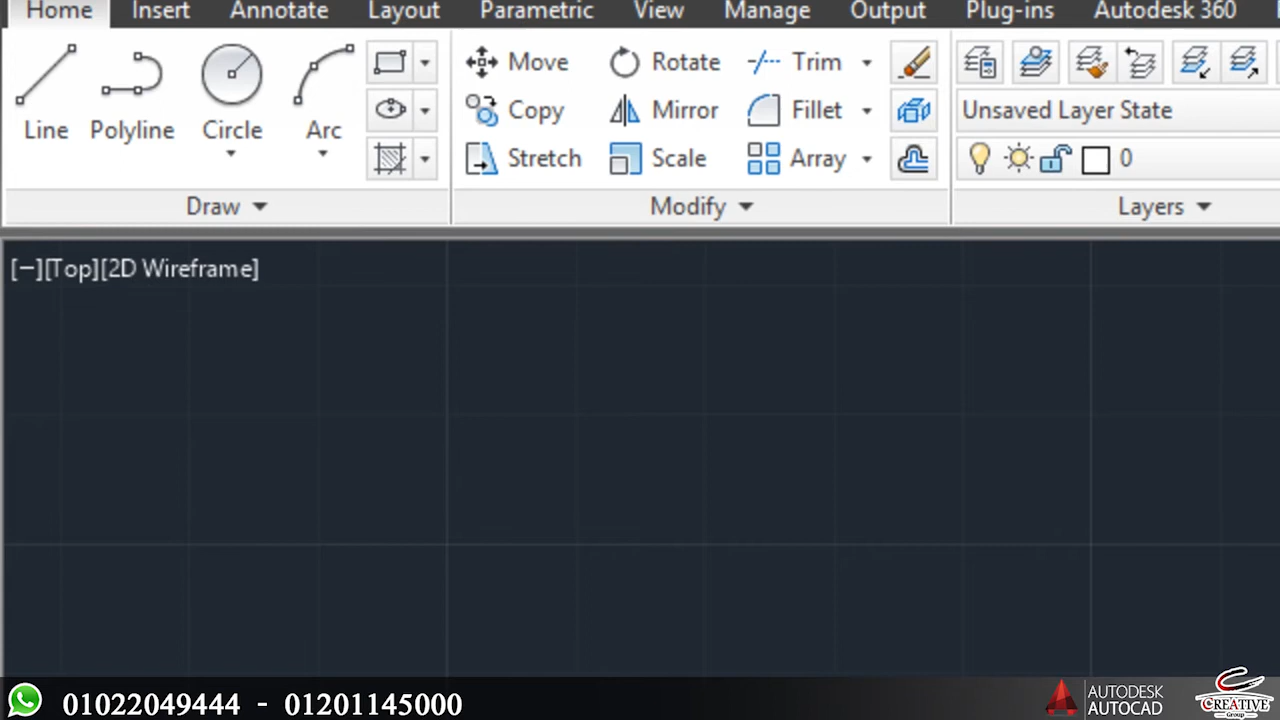 Home Insert Annotate Layout Parametric View Manage Output Plug-ins Autodesk 360
Line Polyline Circle Arc
Move Rotate Trim
Copy Mirror Fillet
Stretch Scale Array
Unsaved Layer State
0
Draw Modify Layers
[−][Top][2D Wireframe]
01022049444 - 01201145000
AUTODESK
AUTOCAD
CREATIVE
Group